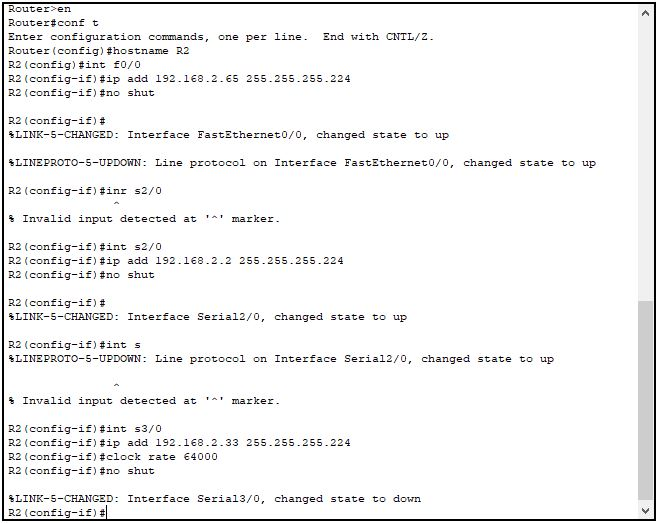 Router>en
Router#conf t
Enter configuration commands, one per line.  End with CNTL/Z.
Router(config)#hostname R2
R2(config)#int f0/0
R2(config-if)#ip add 192.168.2.65 255.255.255.224
R2(config-if)#no shut
R2(config-if)#
%LINK-5-CHANGED: Interface FastEthernet0/0, changed state to up
%LINEPROTO-5-UPDOWN: Line protocol on Interface FastEthernet0/0, changed state to up
R2(config-if)#inr s2/0
^
% Invalid input detected at '^' marker.
R2(config-if)#int s2/0
R2(config-if)#ip add 192.168.2.2 255.255.255.224
R2(config-if)#no shut
R2(config-if)#
%LINK-5-CHANGED: Interface Serial2/0, changed state to up
R2(config-if)#int s
%LINEPROTO-5-UPDOWN: Line protocol on Interface Serial2/0, changed state to up
^
% Invalid input detected at '^' marker.
R2(config-if)#int s3/0
R2(config-if)#ip add 192.168.2.33 255.255.255.224
R2(config-if)#clock rate 64000
R2(config-if)#no shut
%LINK-5-CHANGED: Interface Serial3/0, changed state to down
R2(config-if)#